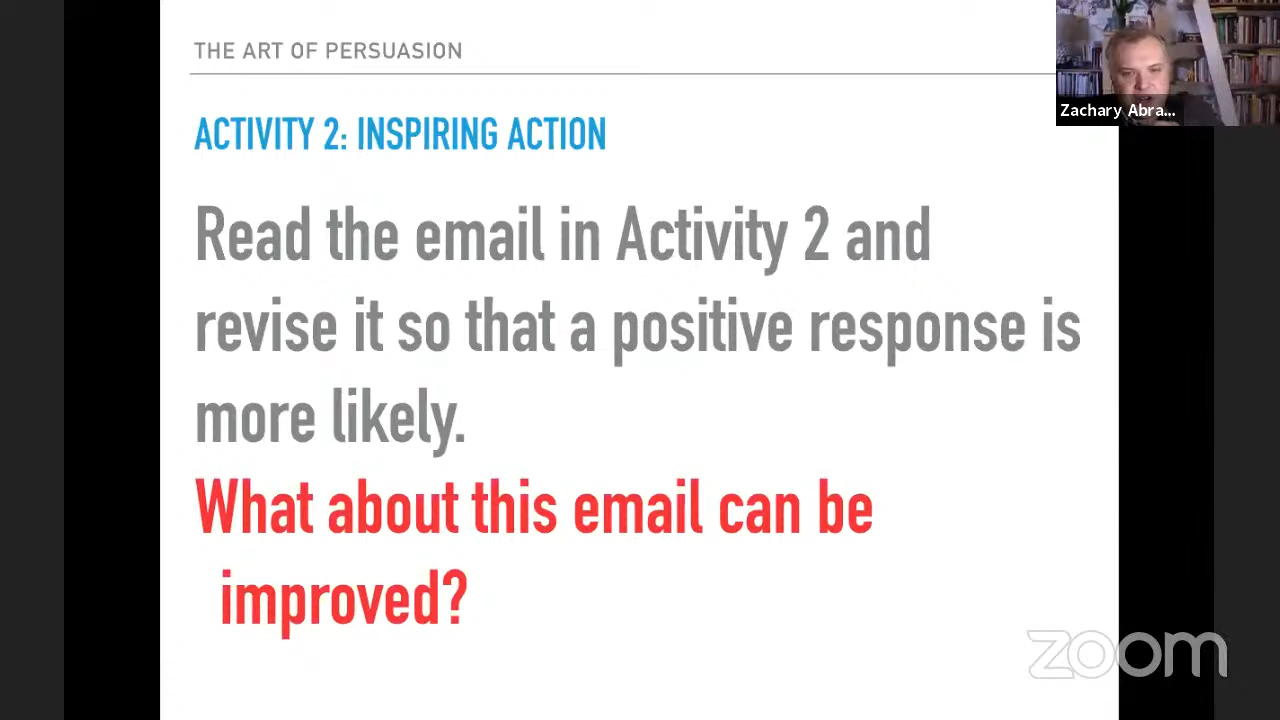 THE ART OF PERSUASION
ACTIVITY 2: INSPIRING ACTION
Read the email in Activity 2 and
revise it so that a positive response is
more likely.
What about this email can be
improved?
Zachary Abra...
zoom